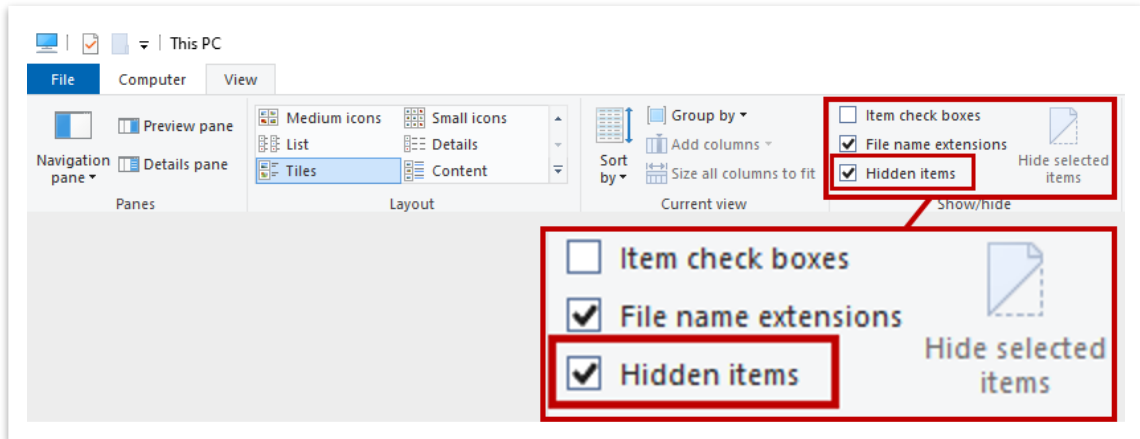 This PC
File Computer View
Navigation pane
Preview pane
Details pane
Panes
Medium icons Small icons
List Details
Tiles Content
Layout
Sort by
Group by
Add columns
Size all columns to fit
Current view
Item check boxes
File name extensions
Hidden items
Hide selected
items
Show/hide
Item check boxes
File name extensions
Hidden items
Hide selected
items